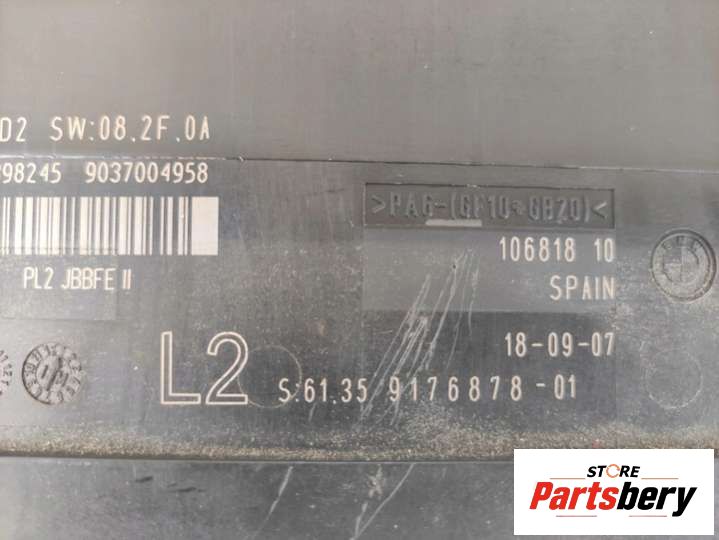 D2 SW:08.2F.0A
98245 9037004958
>PA6-(GF10+GB20)<
106818 10
PL2 JBBFE II
SPAIN
18-09-07
L2
S:61.35 9176878-01
STORE
Partsbery